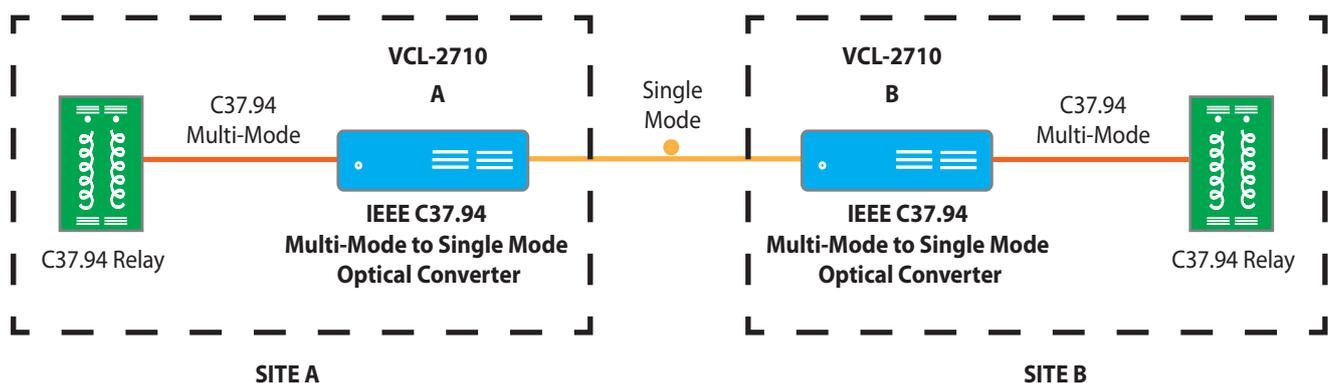 VCL-2710
A
C37.94
Multi-Mode
IEEE C37.94
Multi-Mode to Single Mode
Optical Converter
C37.94 Relay
SITE A
Single
Mode
VCL-2710
B
C37.94
Multi-Mode
IEEE C37.94
Multi-Mode to Single Mode
Optical Converter
C37.94 Relay
SITE B